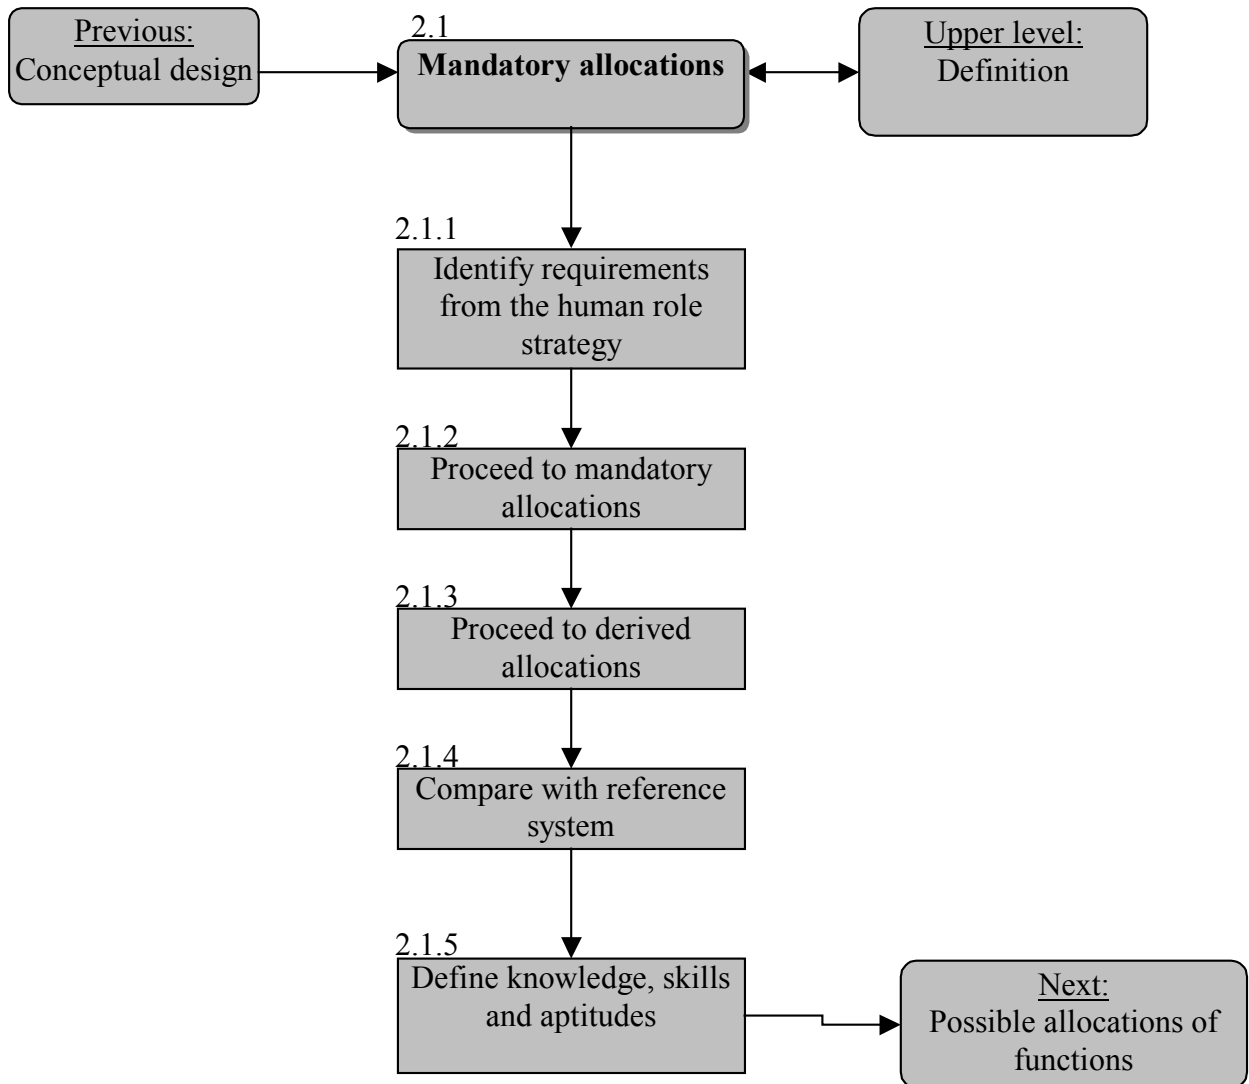 Previous:
Conceptual design
2.1
Mandatory allocations
Upper level:
Definition
2.1.1
Identify requirements
from the human role
strategy
2.1.2
Proceed to mandatory
allocations
2.1.3
Proceed to derived
allocations
2.1.4
Compare with reference
system
2.1.5
Define knowledge, skills
and aptitudes
Next:
Possible allocations of
functions